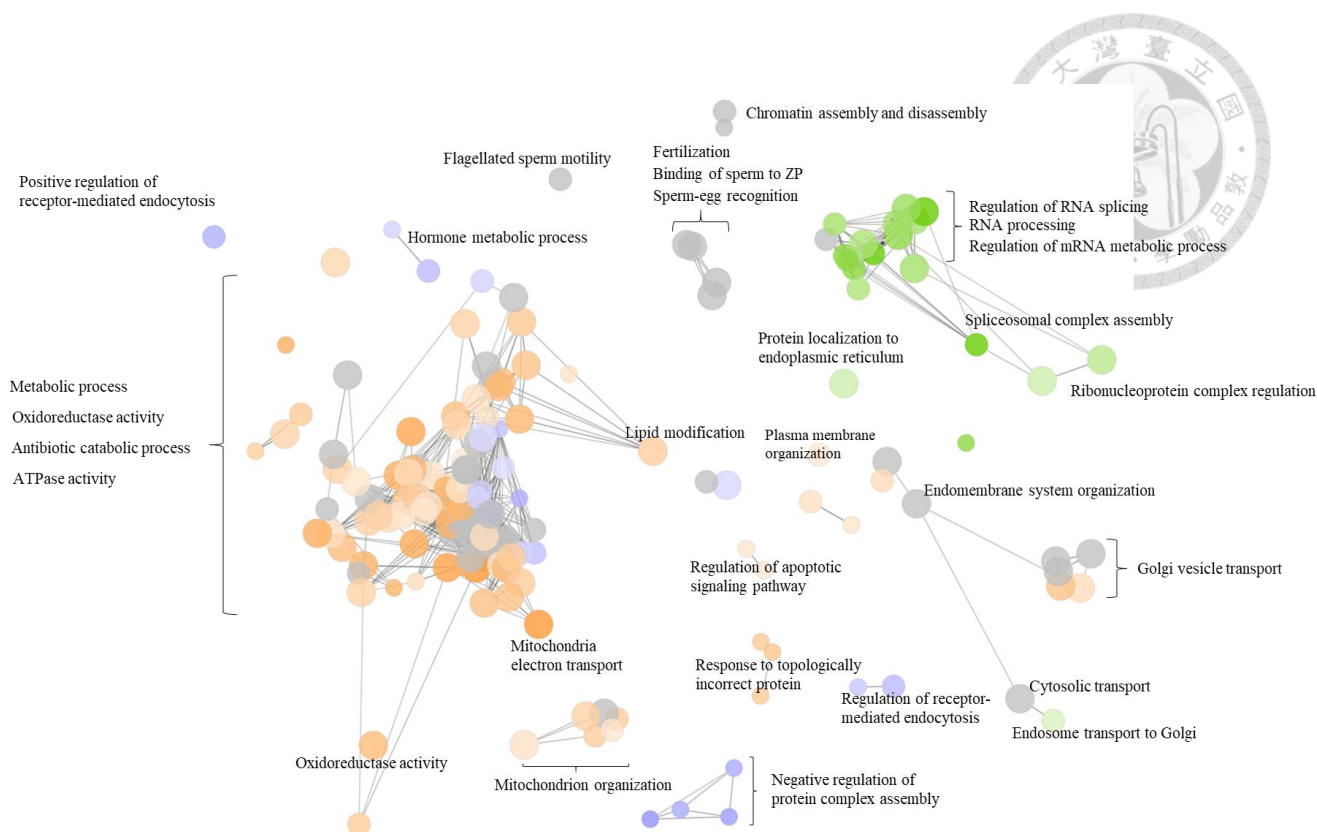 大灣臺立國
Chromatin assembly and disassembly
Flagellated sperm motility
Fertilization
Binding of sperm to ZP
Sperm-egg recognition
Positive regulation of
receptor-mediated endocytosis
Hormone metabolic process
Regulation of RNA splicing
RNA processing
Regulation of mRNA metabolic process
Spliceosomal complex assembly
Protein localization to
endoplasmic reticulum
Ribonucleoprotein complex regulation
Metabolic process
Oxidoreductase activity
Antibiotic catabolic process
ATPase activity
Lipid modification
Plasma membrane
organization
Endomembrane system organization
Golgi vesicle transport
Regulation of apoptotic
signaling pathway
Mitochondria
electron transport
Response to topologically
incorrect protein
Regulation of receptor-
mediated endocytosis
Cytosolic transport
Endosome transport to Golgi
Oxidoreductase activity
Mitochondrion organization
Negative regulation of
protein complex assembly